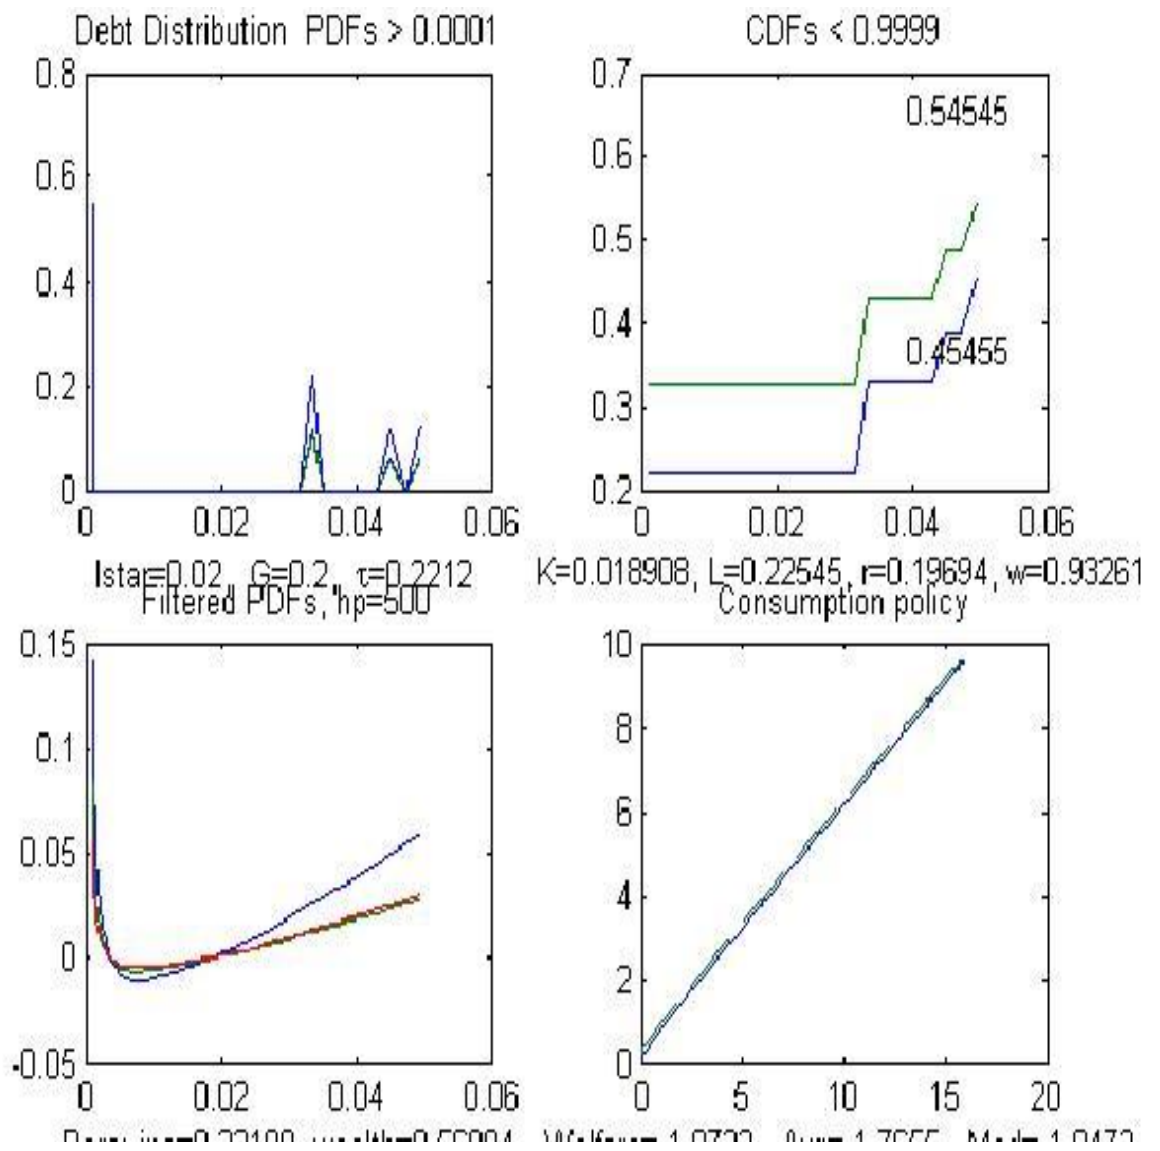 Debt Distribution PDFs > 0.0001
CDFs < 0.9999
0.8
0.6
0.4
0.2
0
0 0.02 0.04 0.06
0.7
0.6
0.5
0.4
0.3
0.2
0.54545
0.45455
0 0.02 0.04 0.06
Istar=0.02, G=0.2, τ=0.2212
Filtered PDFs, hp=500
K=0.018908, L=0.22545, r=0.19694, w=0.93261
Consumption policy
0.15
0.1
0.05
0
-0.05
0 0.02 0.04 0.06
10
8
6
4
2
0
0 5 10 15 20